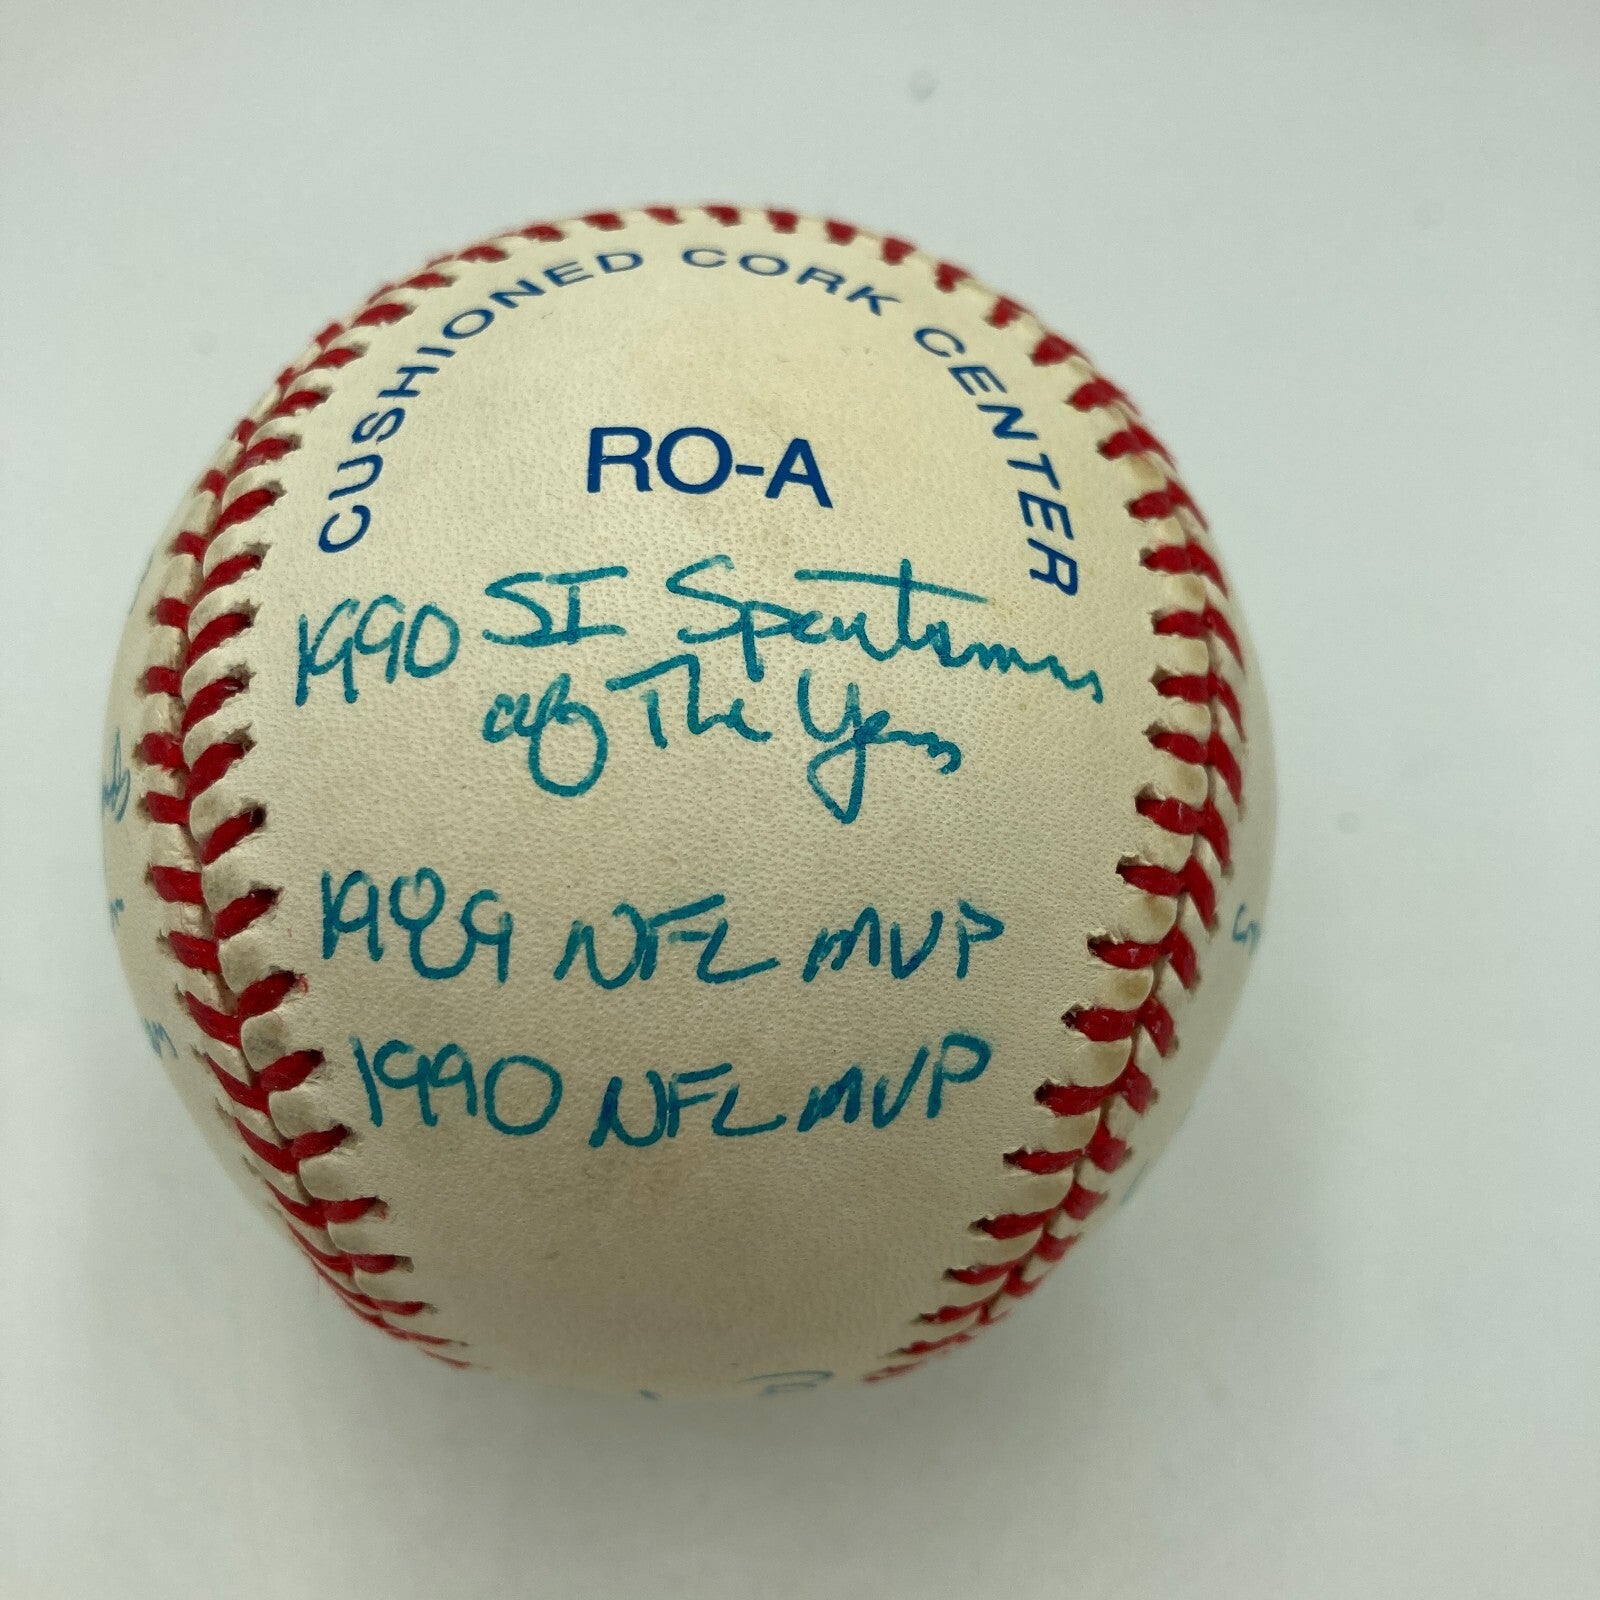 CUSHIONED CORK CENTER
RO-A
1990 SI Sportsman
of The Year
1989 NFL MVP
1990 NFL MVP